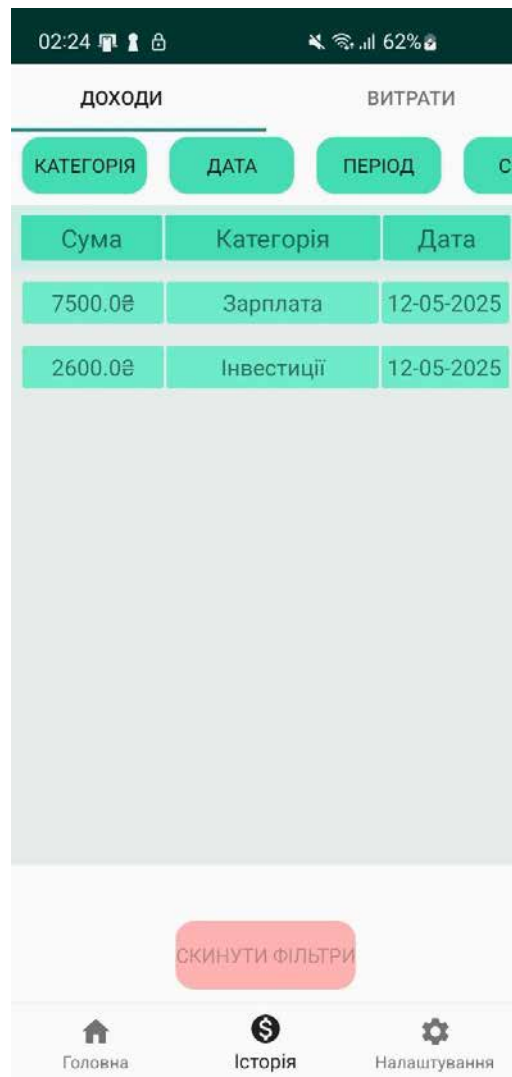 02:24 62%
ДОХОДИ ВИТРАТИ
КАТЕГОРІЯ ДАТА ПЕРІОД С
Сума Категорія Дата
7500.0₴ Зарплата 12-05-2025
2600.0₴ Інвестиції 12-05-2025
СКИНУТИ ФІЛЬТРИ
Головна Історія Налаштування